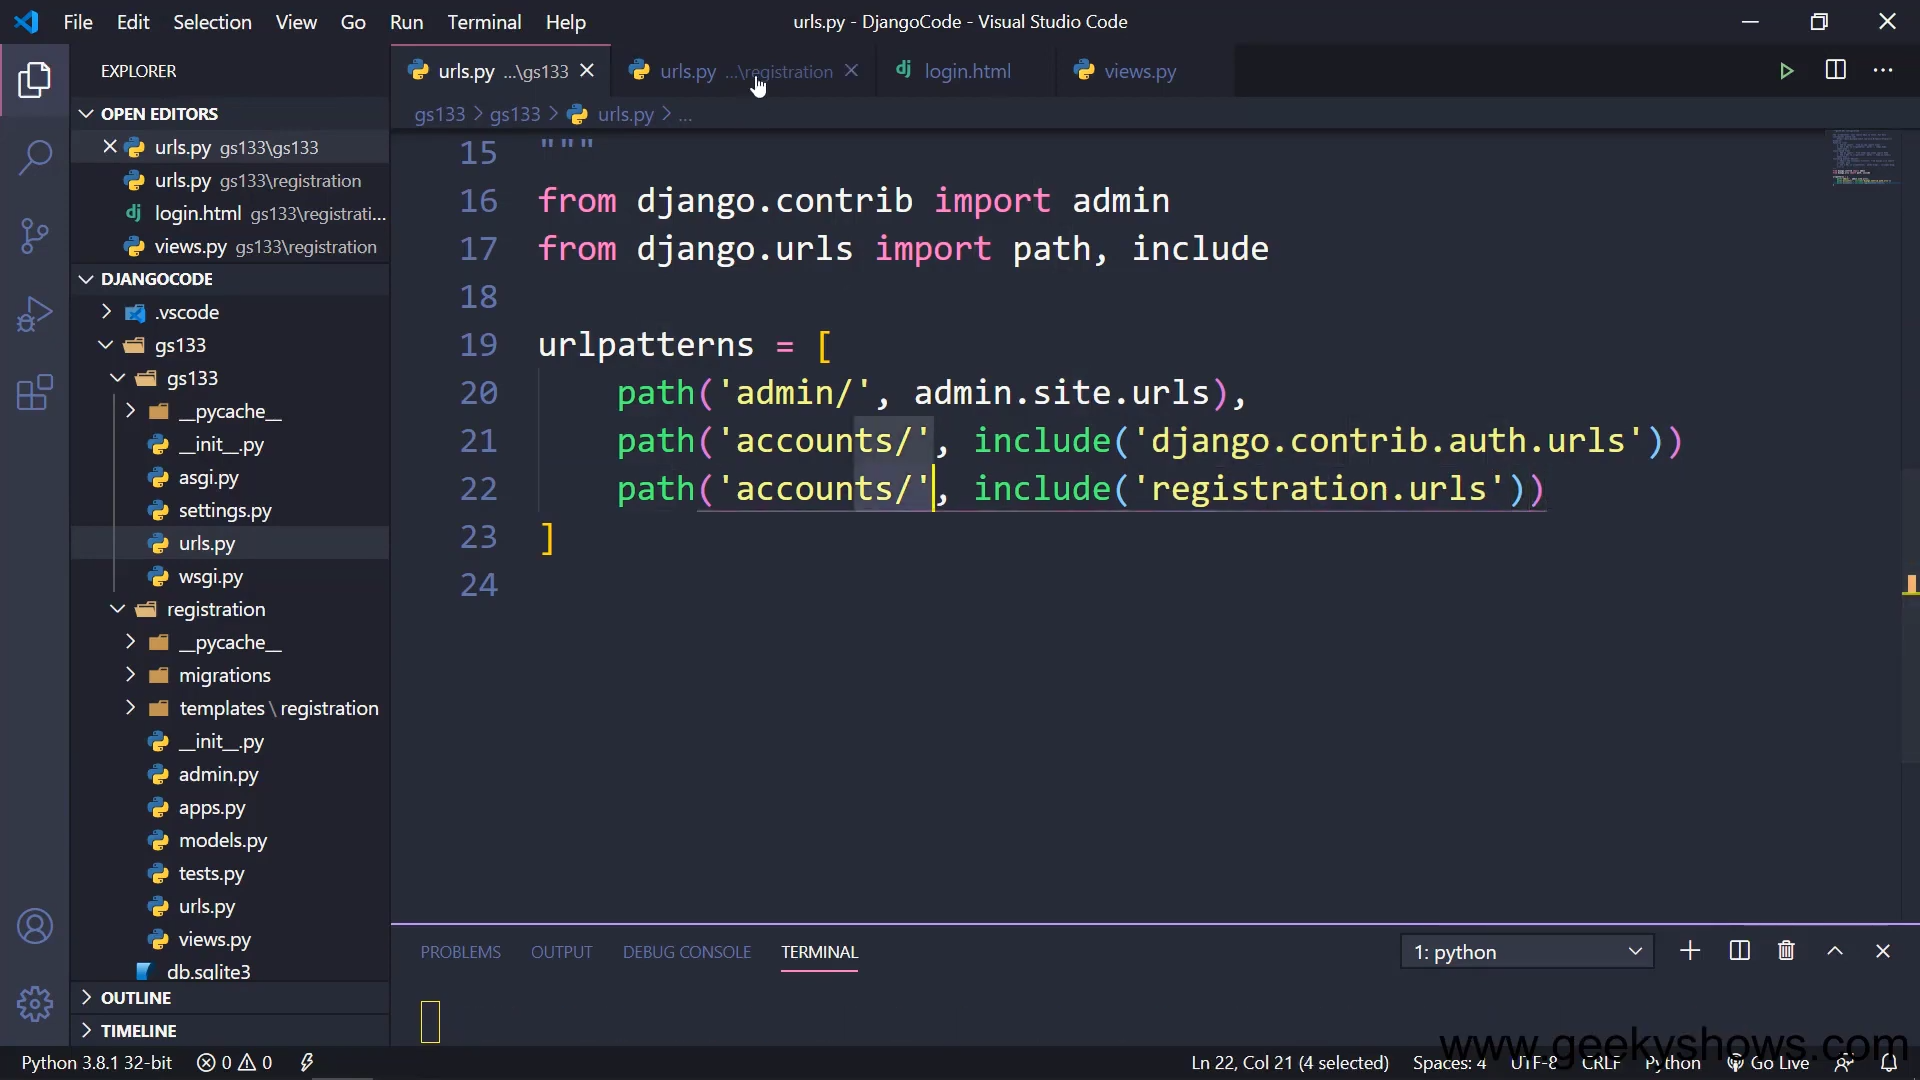 File Edit Selection View Go Run Terminal Help
urls.py - DjangoCode - Visual Studio Code
EXPLORER
urls.py ...\gs133
urls.py ...\registration
login.html
views.py
OPEN EDITORS
urls.py gs133\gs133
urls.py gs133\registration
login.html gs133\registrati...
views.py gs133\registration
DJANGOCODE
.vscode
gs133
gs133
__pycache__
__init__.py
asgi.py
settings.py
urls.py
wsgi.py
registration
__pycache__
migrations
templates\registration
__init__.py
admin.py
apps.py
models.py
tests.py
urls.py
views.py
db.sqlite3
OUTLINE
TIMELINE
gs133 > gs133 > urls.py > ...
15 """
16 from django.contrib import admin
17 from django.urls import path, include
18
19 urlpatterns = [
20 path('admin/', admin.site.urls),
21 path('accounts/', include('django.contrib.auth.urls'))
22 path('accounts/', include('registration.urls'))
23 ]
24
PROBLEMS OUTPUT DEBUG CONSOLE TERMINAL
1: python
www.geekyshows.com
Python 3.8.1 32-bit 0 0
Ln 22, Col 21 (4 selected) Spaces: 4 UTF-8 CRLF Python Go Live